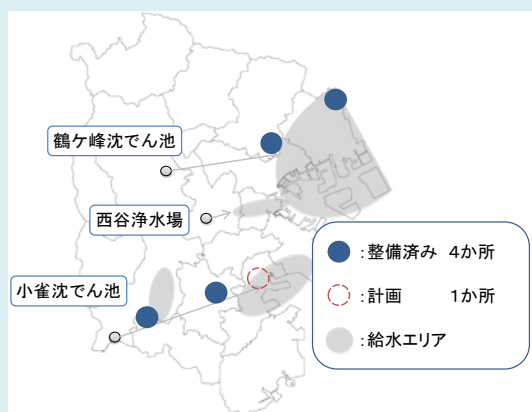 鶴ケ峰沈でん池
西谷浄水場
小雀沈でん池
:整備済み 4か所
:計画 1か所
:給水エリア